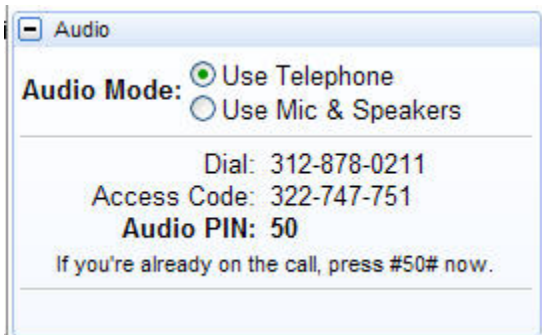 Audio
Audio Mode: Use Telephone
Use Mic & Speakers
Dial: 312-878-0211
Access Code: 322-747-751
Audio PIN: 50
If you're already on the call, press #50# now.